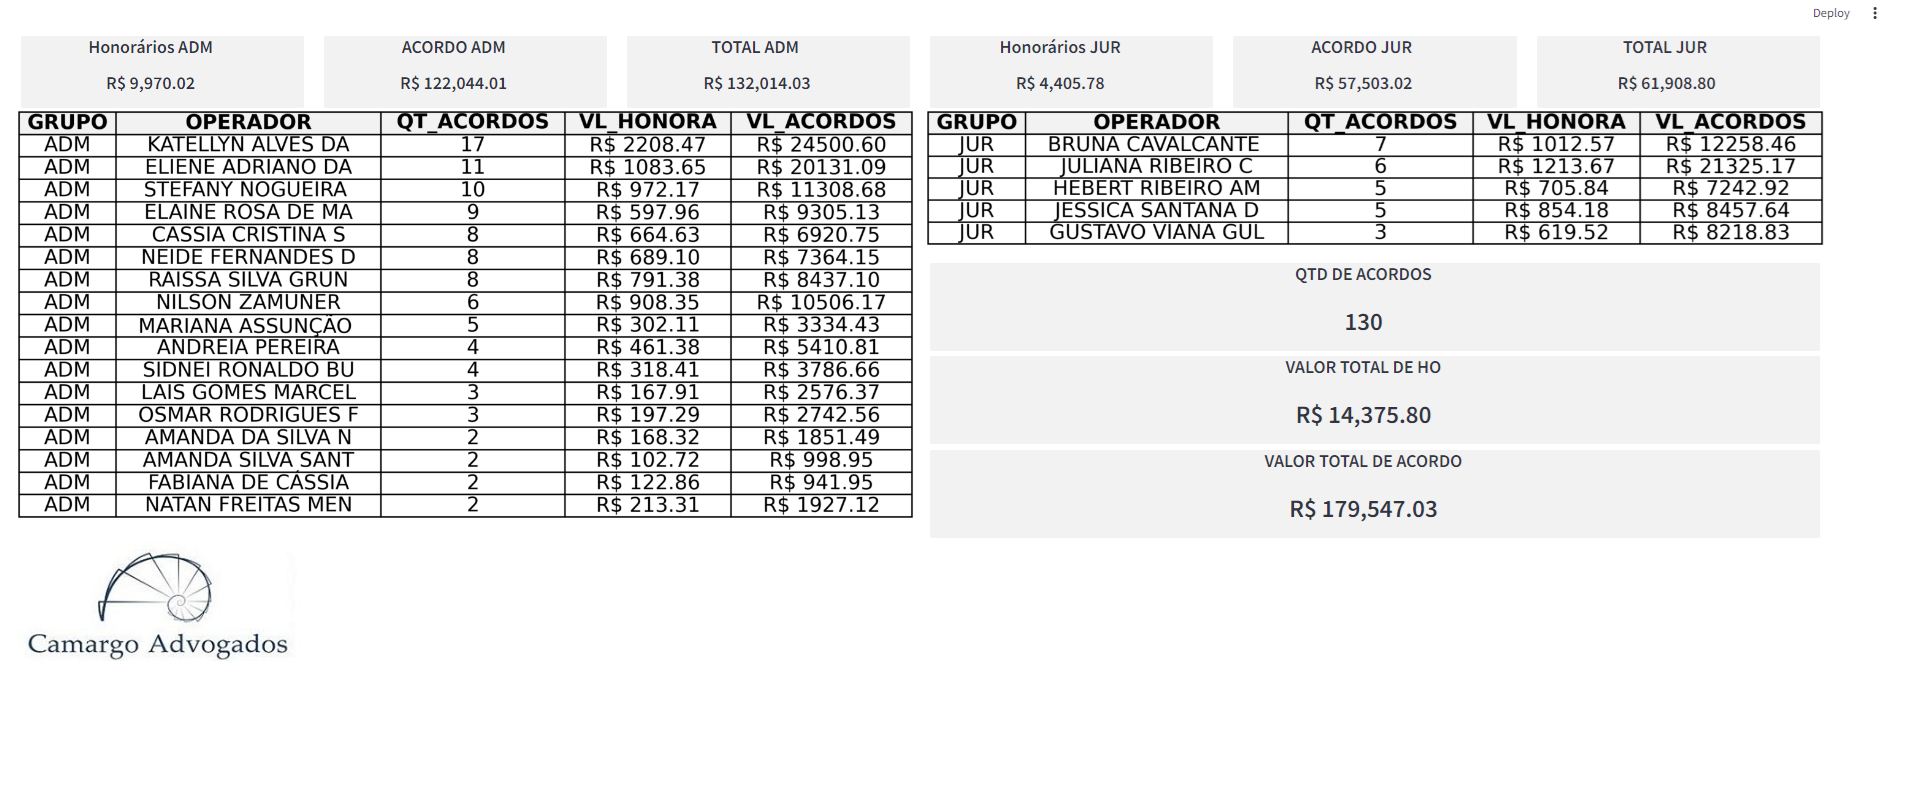 Deploy
Honorários ADM
R$ 9,970.02
ACORDO ADM
R$ 122,044.01
TOTAL ADM
R$ 132,014.03
Honorários JUR
R$ 4,405.78
ACORDO JUR
R$ 57,503.02
TOTAL JUR
R$ 61,908.80
GRUPO OPERADOR QT_ACORDOS VL_HONORA VL_ACORDOS
ADM KATELLYN ALVES DA 17 R$ 2208.47 R$ 24500.60
ADM ELIENE ADRIANO DA 11 R$ 1083.65 R$ 20131.09
ADM STEFANY NOGUEIRA 10 R$ 972.17 R$ 11308.68
ADM ELAINE ROSA DE MA 9 R$ 597.96 R$ 9305.13
ADM CASSIA CRISTINA S 8 R$ 664.63 R$ 6920.75
ADM NEIDE FERNANDES D 8 R$ 689.10 R$ 7364.15
ADM RAISSA SILVA GRUN 8 R$ 791.38 R$ 8437.10
ADM NILSON ZAMUNER 6 R$ 908.35 R$ 10506.17
ADM MARIANA ASSUNÇÃO 5 R$ 302.11 R$ 3334.43
ADM ANDREIA PEREIRA 4 R$ 461.38 R$ 5410.81
ADM SIDNEI RONALDO BU 4 R$ 318.41 R$ 3786.66
ADM LAIS GOMES MARCEL 3 R$ 167.91 R$ 2576.37
ADM OSMAR RODRIGUES F 3 R$ 197.29 R$ 2742.56
ADM AMANDA DA SILVA N 2 R$ 168.32 R$ 1851.49
ADM AMANDA SILVA SANT 2 R$ 102.72 R$ 998.95
ADM FABIANA DE CÁSSIA 2 R$ 122.86 R$ 941.95
ADM NATAN FREITAS MEN 2 R$ 213.31 R$ 1927.12
GRUPO OPERADOR QT_ACORDOS VL_HONORA VL_ACORDOS
JUR BRUNA CAVALCANTE 7 R$ 1012.57 R$ 12258.46
JUR JULIANA RIBEIRO C 6 R$ 1213.67 R$ 21325.17
JUR HEBERT RIBEIRO AM 5 R$ 705.84 R$ 7242.92
JUR JESSICA SANTANA D 5 R$ 854.18 R$ 8457.64
JUR GUSTAVO VIANA GUL 3 R$ 619.52 R$ 8218.83
QTD DE ACORDOS
130
VALOR TOTAL DE HO
R$ 14,375.80
VALOR TOTAL DE ACORDO
R$ 179,547.03
Camargo Advogados